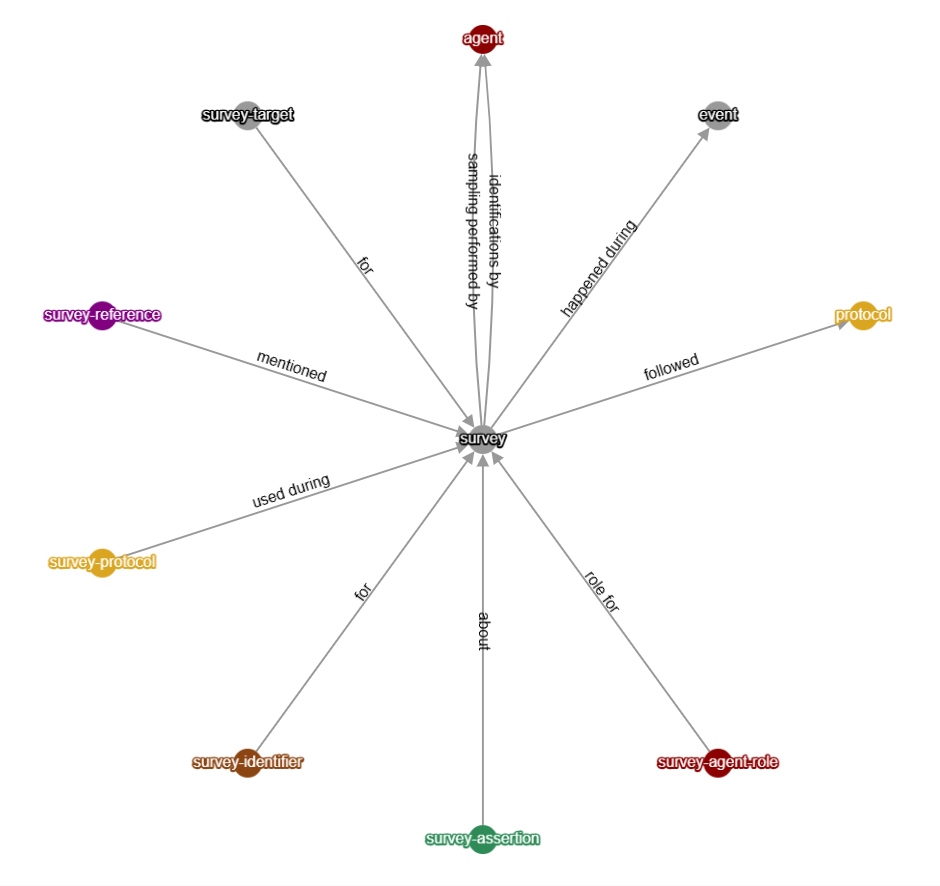 agent
survey-target
event
sampling performed by
identifications by
for
happened during
survey-reference
protocol
mentioned
followed
survey
used during
survey-protocol
for
role for
about
survey-identifier
survey-agent-role
survey-assertion